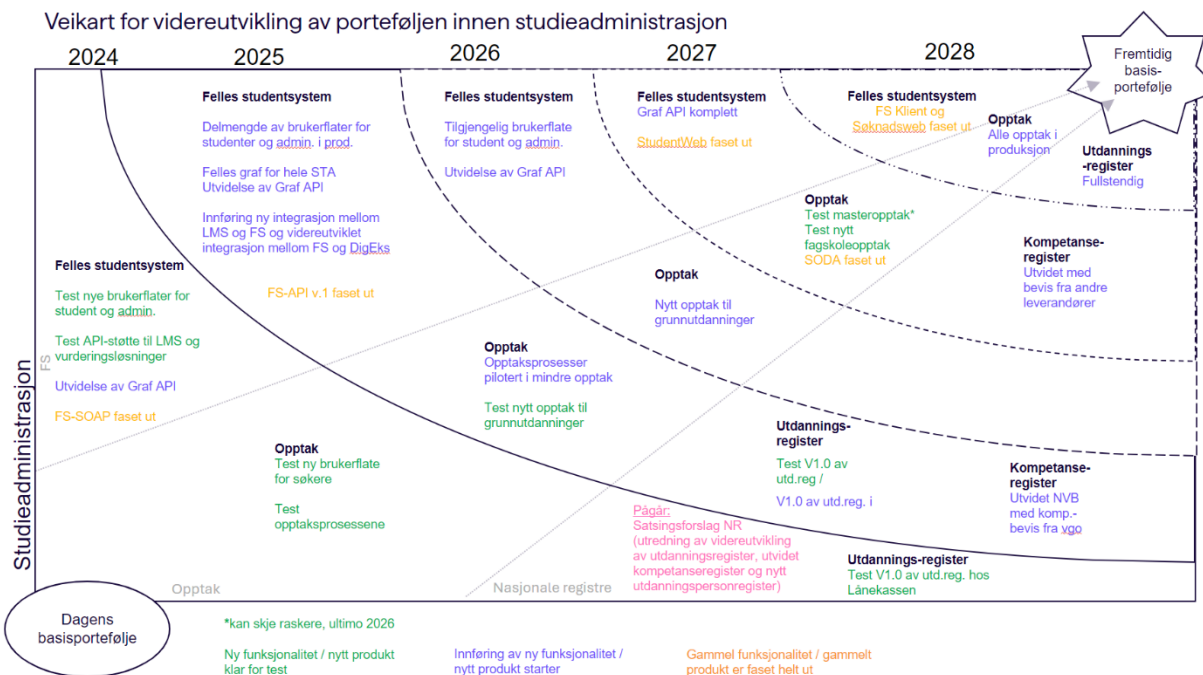 Veikart for videreutvikling av porteføljen innen studieadministrasjon
2024
2025
2026
2027
2028
Fremtidig
basis-
portefølje
Studieadministrasjon
FS
Felles studentsystem
Test nye brukerflater for
student og admin.
Test API-støtte til LMS og
vurderingsløsninger
Utvidelse av Graf API
FS-SOAP faset ut
Felles studentsystem
Delmengde av brukerflater for
studenter og admin. i prod.
Felles graf for hele STA
Utvidelse av Graf API
Innføring ny integrasjon mellom
LMS og FS og videreutviklet
integrasjon mellom FS og DigEks
FS-API v.1 faset ut
Felles studentsystem
Tilgjengelig brukerflate
for student og admin.
Utvidelse av Graf API
Felles studentsystem
Graf API komplett
StudentWeb faset ut
Felles studentsystem
FS Klient og
Søknadsweb faset ut
Opptak
Alle opptak i
produksjon
Utdannings
-register
Fullstendig
Opptak
Test masteropptak*
Test nytt
fagskoleopptak
SODA faset ut
Kompetanse-
register
Utvidet med
bevis fra andre
leverandører
Opptak
Nytt opptak til
grunnutdanninger
Opptak
Opptaksprosesser
pilotert i mindre opptak
Test nytt opptak til
grunnutdanninger
Opptak
Test ny brukerflate
for søkere
Test
opptaksprosessene
Utdannings-
register
Test V1.0 av
utd.reg /
V1.0 av utd.reg. i
Kompetanse-
register
Utvidet NVB
med komp.-
bevis fra vgo
Pågår:
Satsingsforslag NR
(utredning av videreutvikling
av utdanningsregister, utvidet
kompetanseregister og nytt
utdanningspersonregister)
Utdannings-register
Test V1.0 av utd.reg. hos
Lånekassen
Opptak
Nasjonale registre
Dagens
basisportefølje
*kan skje raskere, ultimo 2026
Ny funksjonalitet / nytt produkt
klar for test
Innføring av ny funksjonalitet /
nytt produkt starter
Gammel funksjonalitet / gammelt
produkt er faset helt ut